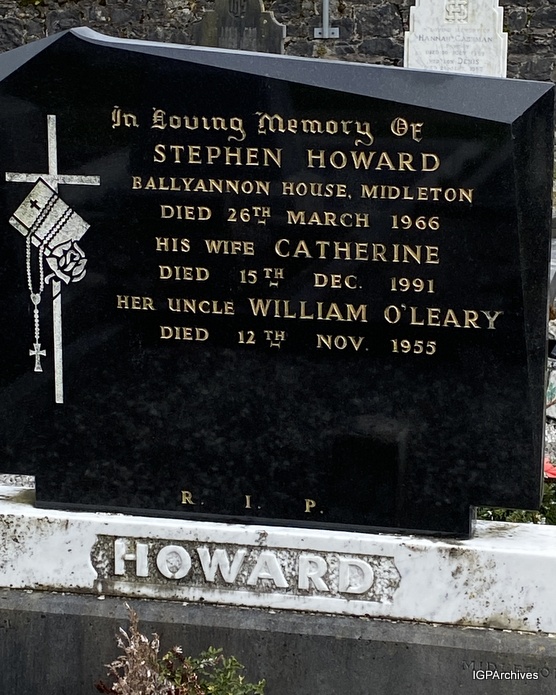 In Loving Memory Of
STEPHEN HOWARD
BALLYANNON HOUSE, MIDLETON
DIED 26TH MARCH 1966
HIS WIFE CATHERINE
DIED 15TH DEC. 1991
HER UNCLE WILLIAM O'LEARY
DIED 12TH NOV. 1955
R. I. P.
HOWARD
MIDLETON
IGPArchives